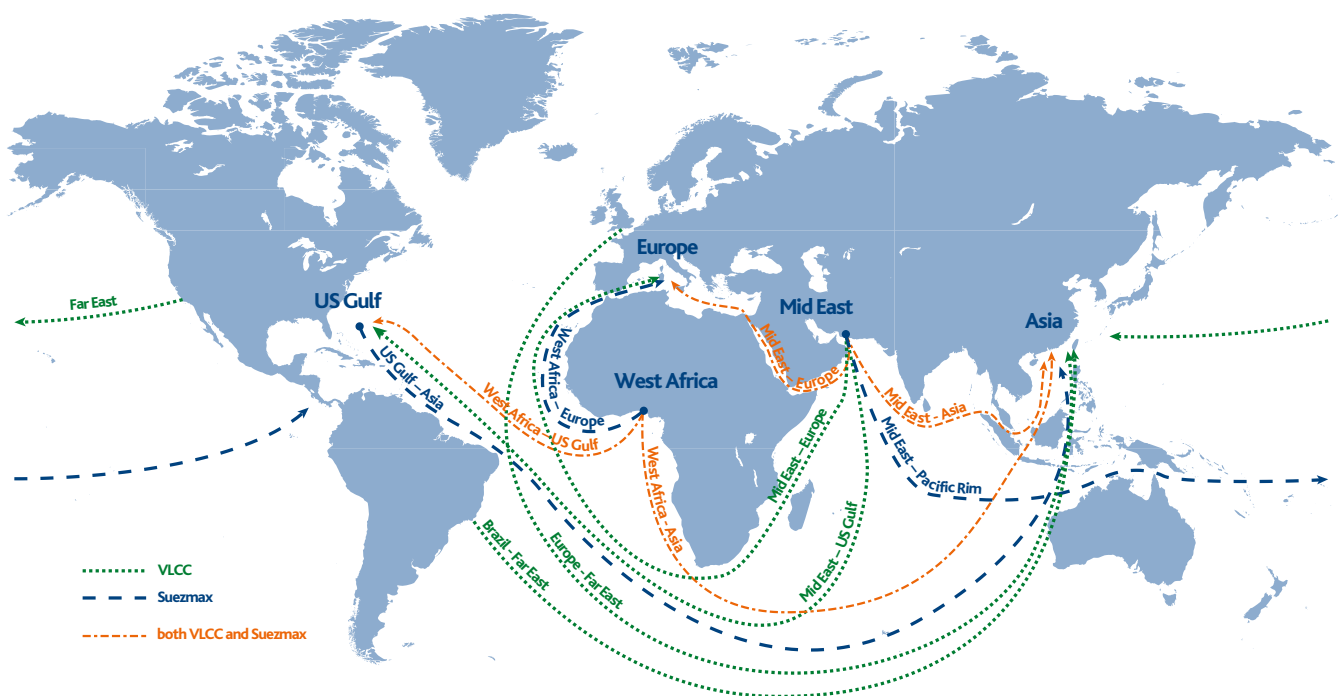 Europe
Far East
US Gulf
Mid East
Asia
West Africa
US Gulf – Asia
West Africa – Europe
West Africa – US Gulf
West Africa - Asia
Mid East – Europe
Mid East - Asia
Mid East – Pacific Rim
Mid East – Europe
Mid East – US Gulf
Brazil - Far East
Europe - Far East
VLCC
Suezmax
both VLCC and Suezmax